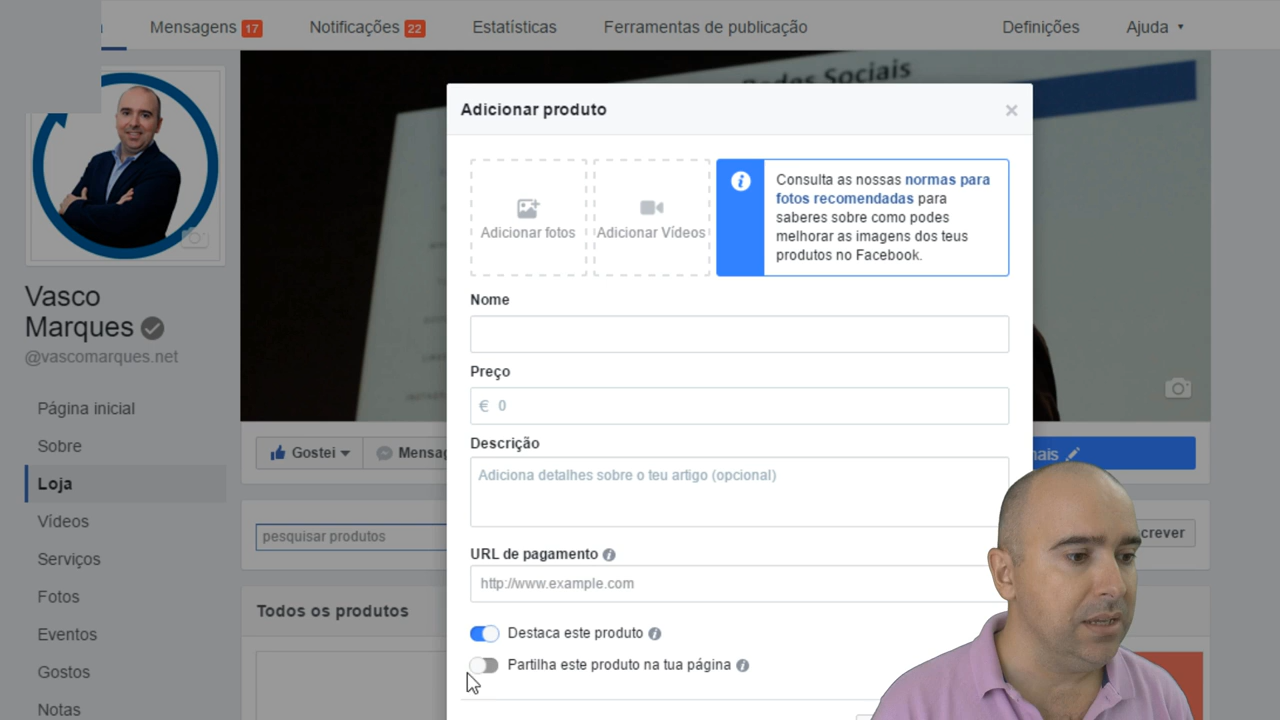 Mensagens 17 Notificações 22 Estatísticas Ferramentas de publicação Definições Ajuda
Redes Sociais
Vasco
Marques
@vascomarques.net
Página inicial
Sobre
Loja
Vídeos
Serviços
Fotos
Eventos
Gostos
Notas
Gostei
pesquisar produtos
Todos os produtos
Adicionar produto
Adicionar fotos
Adicionar Vídeos
Consulta as nossas normas para
fotos recomendadas para
saberes sobre como podes
melhorar as imagens dos teus
produtos no Facebook.
Nome
Preço
€ 0
Descrição
Adiciona detalhes sobre o teu artigo (opcional)
URL de pagamento
http://www.example.com
Destaca este produto
Partilha este produto na tua página